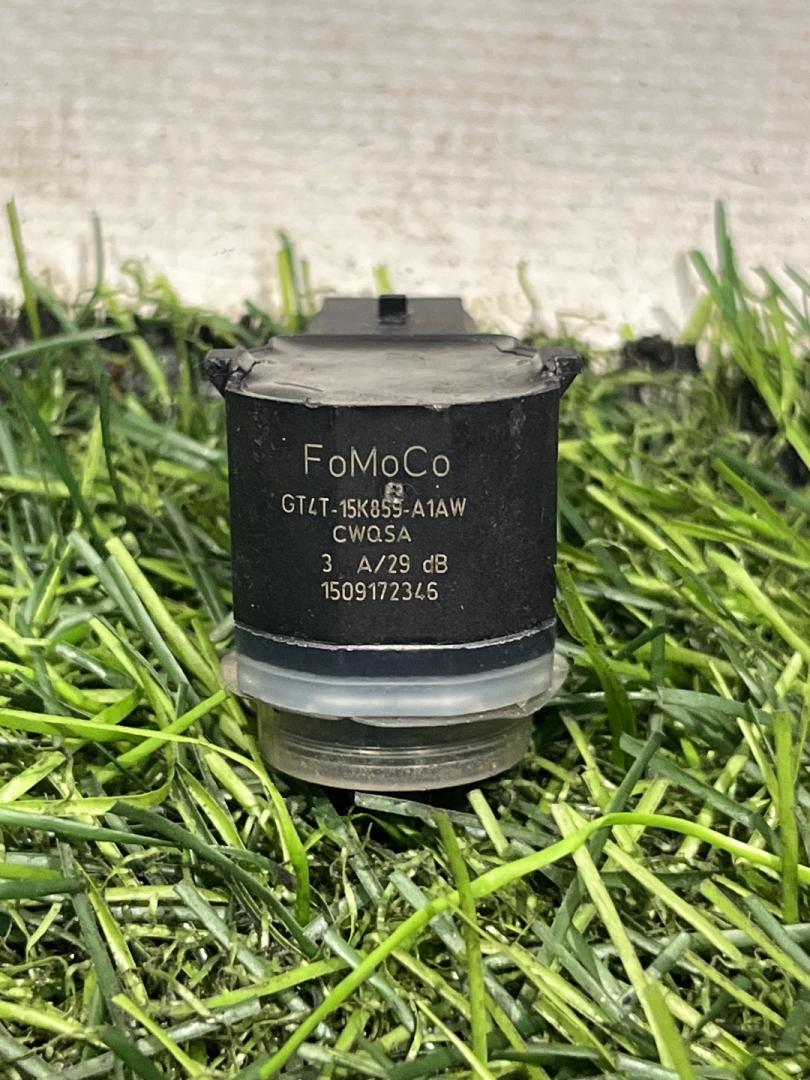 FoMoCo
GT4T-15K859-A1AW
CWQSA
3 A/29 dB
1509172346